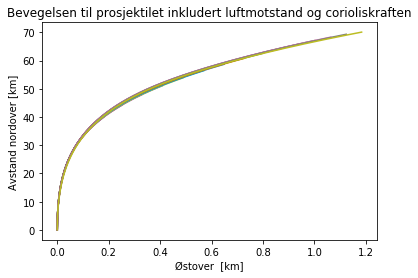 Bevegelsen til prosjektilet inkludert luftmotstand og corioliskraften
70
60
50
40
30
20
10
0
Avstand nordover [km]
0.0 0.2 0.4 0.6 0.8 1.0 1.2
Østover [km]